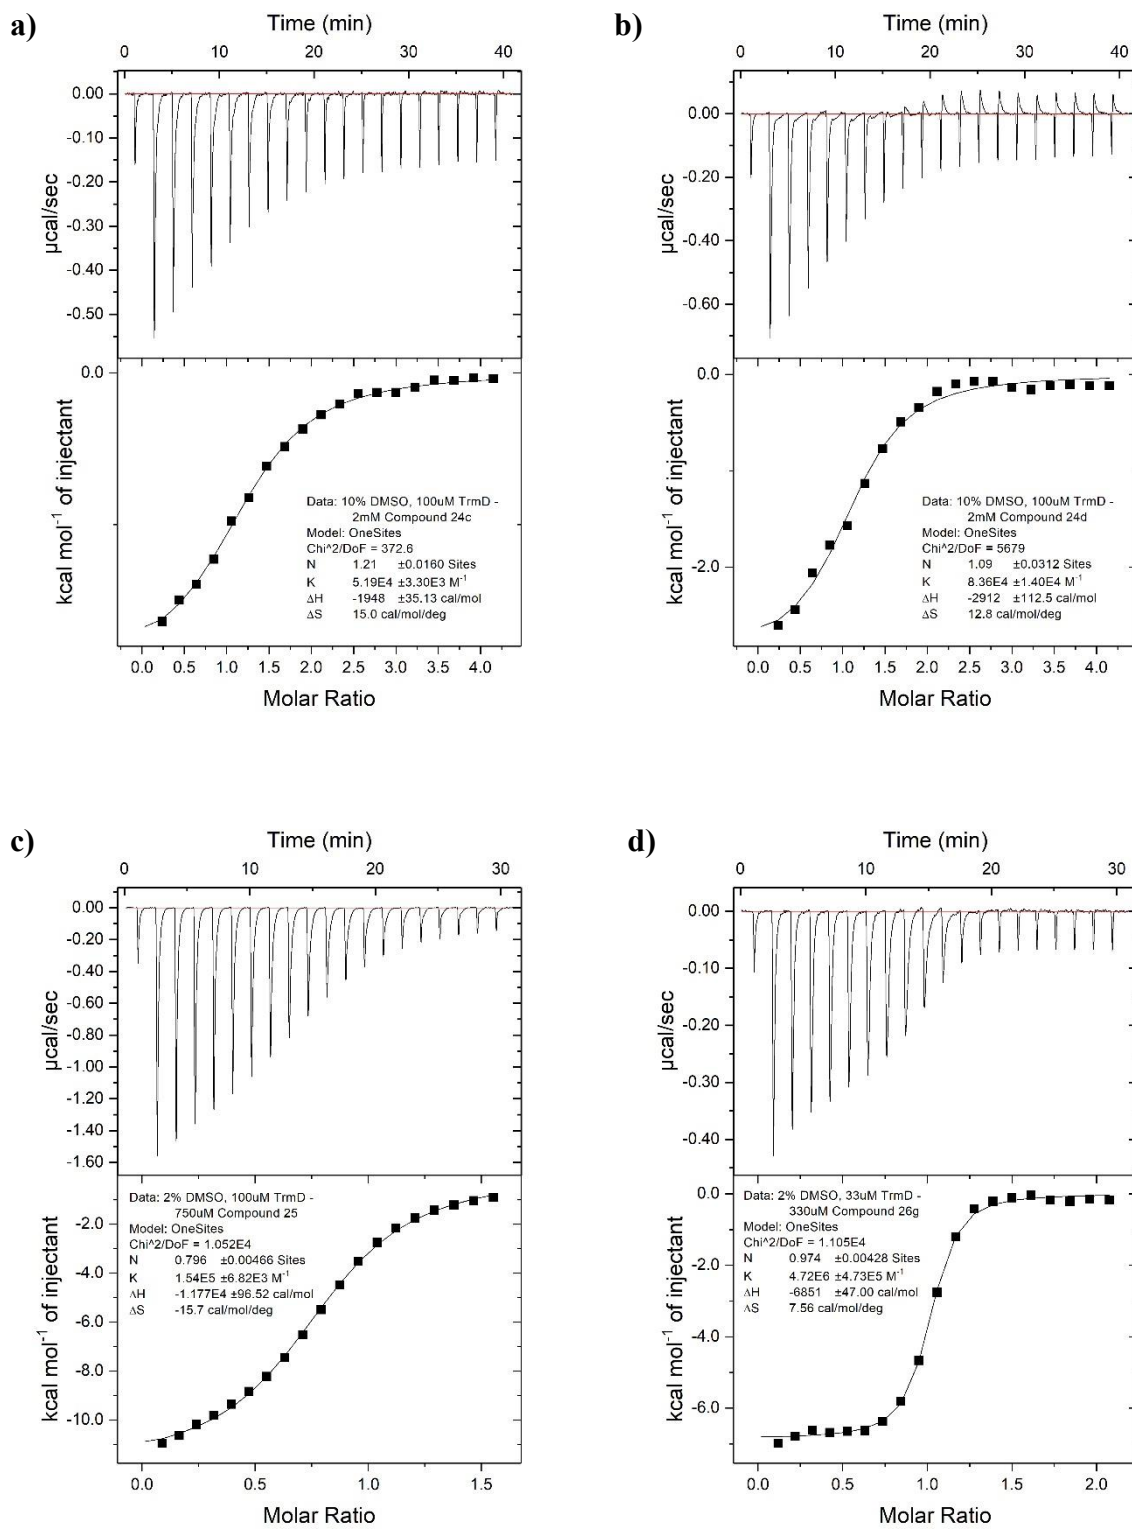 a)
Time (min)
0 10 20 30 40
0.00
-0.10
-0.20
-0.30
-0.40
-0.50
µcal/sec
0.0
kcal mol⁻¹ of injectant
Data: 10% DMSO, 100uM TrmD -
2mM Compound 24c
Model: OneSites
Chi^2/DoF = 372.6
N 1.21 ±0.0160 Sites
K 5.19E4 ±3.30E3 M⁻¹
ΔH -1948 ±35.13 cal/mol
ΔS 15.0 cal/mol/deg
0.0 0.5 1.0 1.5 2.0 2.5 3.0 3.5 4.0
Molar Ratio
b)
Time (min)
0 10 20 30 40
0.00
-0.20
-0.40
-0.60
µcal/sec
0.0
-2.0
kcal mol⁻¹ of injectant
Data: 10% DMSO, 100uM TrmD -
2mM Compound 24d
Model: OneSites
Chi^2/DoF = 5679
N 1.09 ±0.0312 Sites
K 8.36E4 ±1.40E4 M⁻¹
ΔH -2912 ±112.5 cal/mol
ΔS 12.8 cal/mol/deg
0.0 0.5 1.0 1.5 2.0 2.5 3.0 3.5 4.0
Molar Ratio
c)
Time (min)
0 10 20 30
0.00
-0.20
-0.40
-0.60
-0.80
-1.00
-1.20
-1.40
-1.60
µcal/sec
-2.0
-4.0
-6.0
-8.0
-10.0
kcal mol⁻¹ of injectant
Data: 2% DMSO, 100uM TrmD -
750uM Compound 25
Model: OneSites
Chi^2/DoF = 1.052E4
N 0.796 ±0.00466 Sites
K 1.54E5 ±6.82E3 M⁻¹
ΔH -1.177E4 ±96.52 cal/mol
ΔS -15.7 cal/mol/deg
0.0 0.5 1.0 1.5
Molar Ratio
d)
Time (min)
0 10 20 30
0.00
-0.10
-0.20
-0.30
-0.40
µcal/sec
0.0
-2.0
-4.0
-6.0
kcal mol⁻¹ of injectant
Data: 2% DMSO, 33uM TrmD -
330uM Compound 26g
Model: OneSites
Chi^2/DoF = 1.105E4
N 0.974 ±0.00428 Sites
K 4.72E6 ±4.73E5 M⁻¹
ΔH -6851 ±47.00 cal/mol
ΔS 7.56 cal/mol/deg
0.0 0.5 1.0 1.5 2.0
Molar Ratio